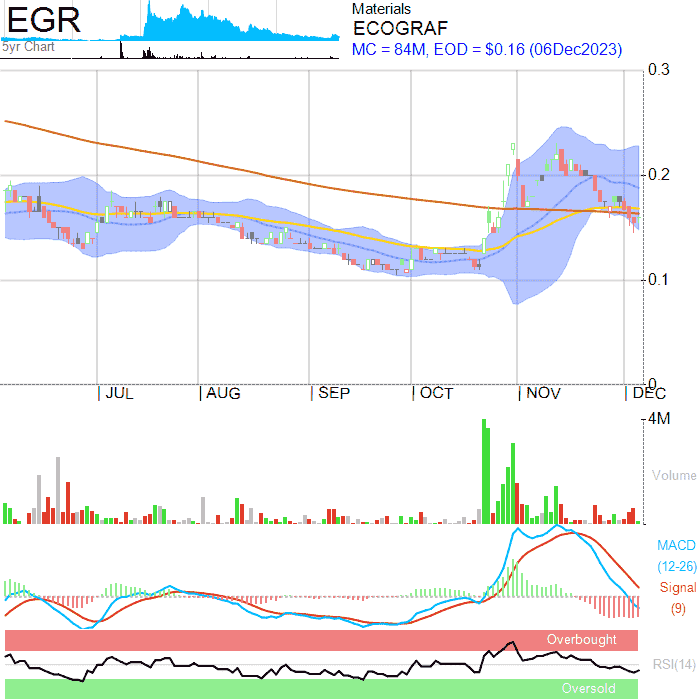 EGR
5yr Chart
Materials
ECOGRAF
MC = 84M, EOD = $0.16 (06Dec2023)
0.3
0.2
0.1
0
JUL AUG SEP OCT NOV DEC
4M
Volume
MACD
(12-26)
Signal
(9)
Overbought
RSI(14)
Oversold